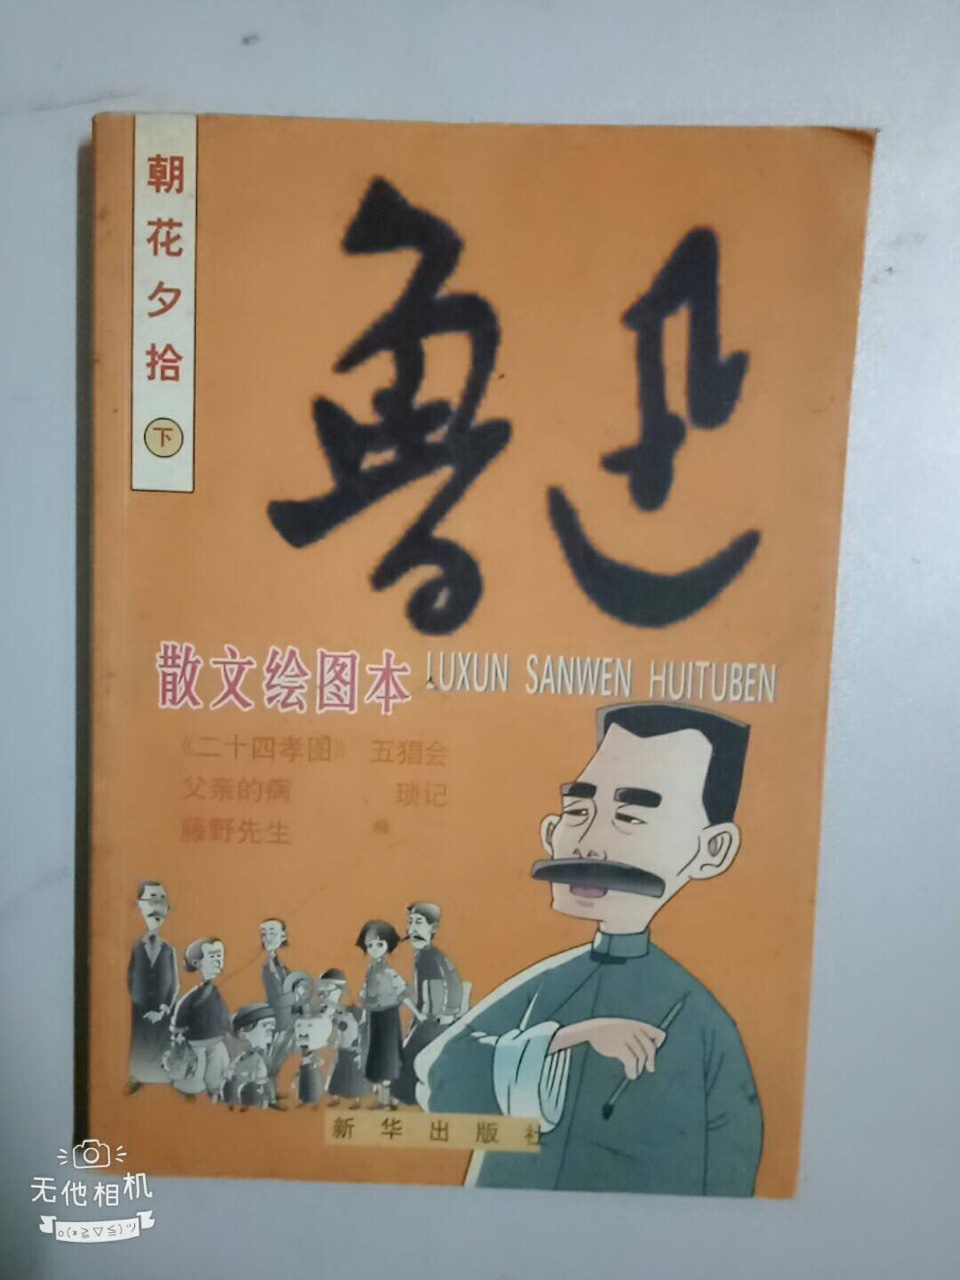 朝花夕拾
下
鲁迅
散文绘图本 LUXUN SANWEN HUITUBEN
《二十四孝图》 五猖会
父亲的病 琐记
藤野先生
新华出版社
无他相机
o(*≧▽≦)ツ